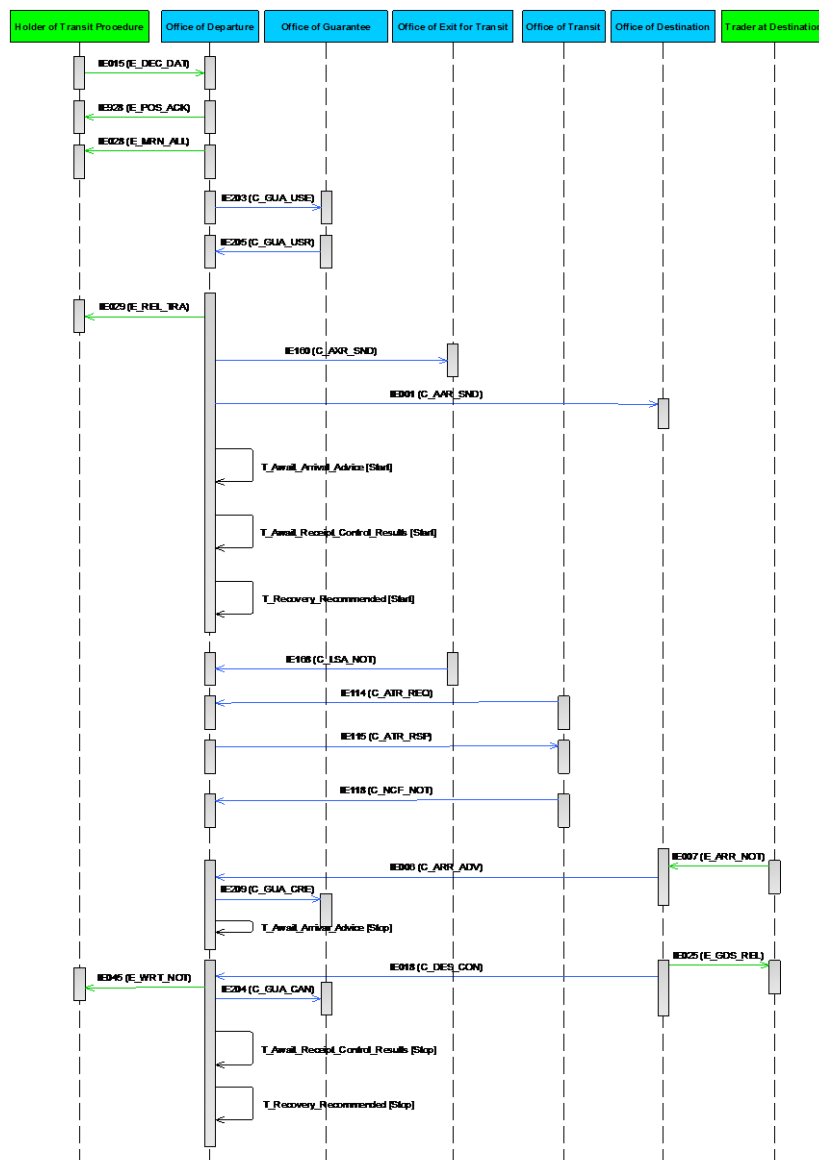 Holder of Transit Procedure
Office of Departure
Office of Guarantee
Office of Exit for Transit
Office of Transit
Office of Destination
Trader at Destination
IE015 (E_DEC_DAT)
IE928 (E_POS_ACK)
IE028 (E_MRN_ALL)
IE203 (C_GUA_USE)
IE205 (C_GUA_USR)
IE029 (E_REL_TRA)
IE160 (C_AXR_SND)
IE001 (C_AAR_SND)
T_Await_Arrival_Advice [Start]
T_Await_Receipt_Control_Results [Start]
T_Recovery_Recommended [Start]
IE168 (C_LSA_NOT)
IE114 (C_ATR_REQ)
IE115 (C_ATR_RSP)
IE118 (C_NCF_NOT)
IE007 (E_ARR_NOT)
IE006 (C_ARR_ADV)
IE209 (C_GUA_CRE)
T_Await_Arrival_Advice [Stop]
IE025 (E_GDS_REL)
IE018 (C_DES_CON)
IE045 (E_WRT_NOT)
IE204 (C_GUA_CAN)
T_Await_Receipt_Control_Results [Stop]
T_Recovery_Recommended [Stop]